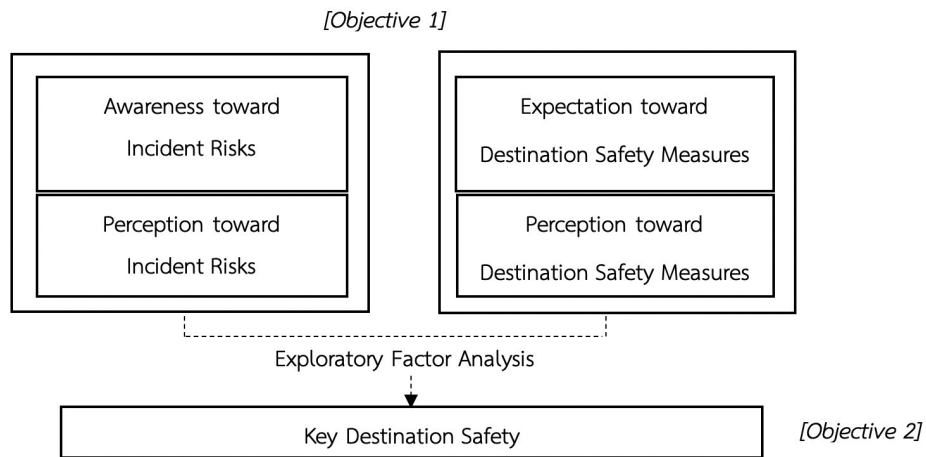 [Objective 1]
Awareness toward
Incident Risks
Perception toward
Incident Risks
Expectation toward
Destination Safety Measures
Perception toward
Destination Safety Measures
Exploratory Factor Analysis
Key Destination Safety
[Objective 2]